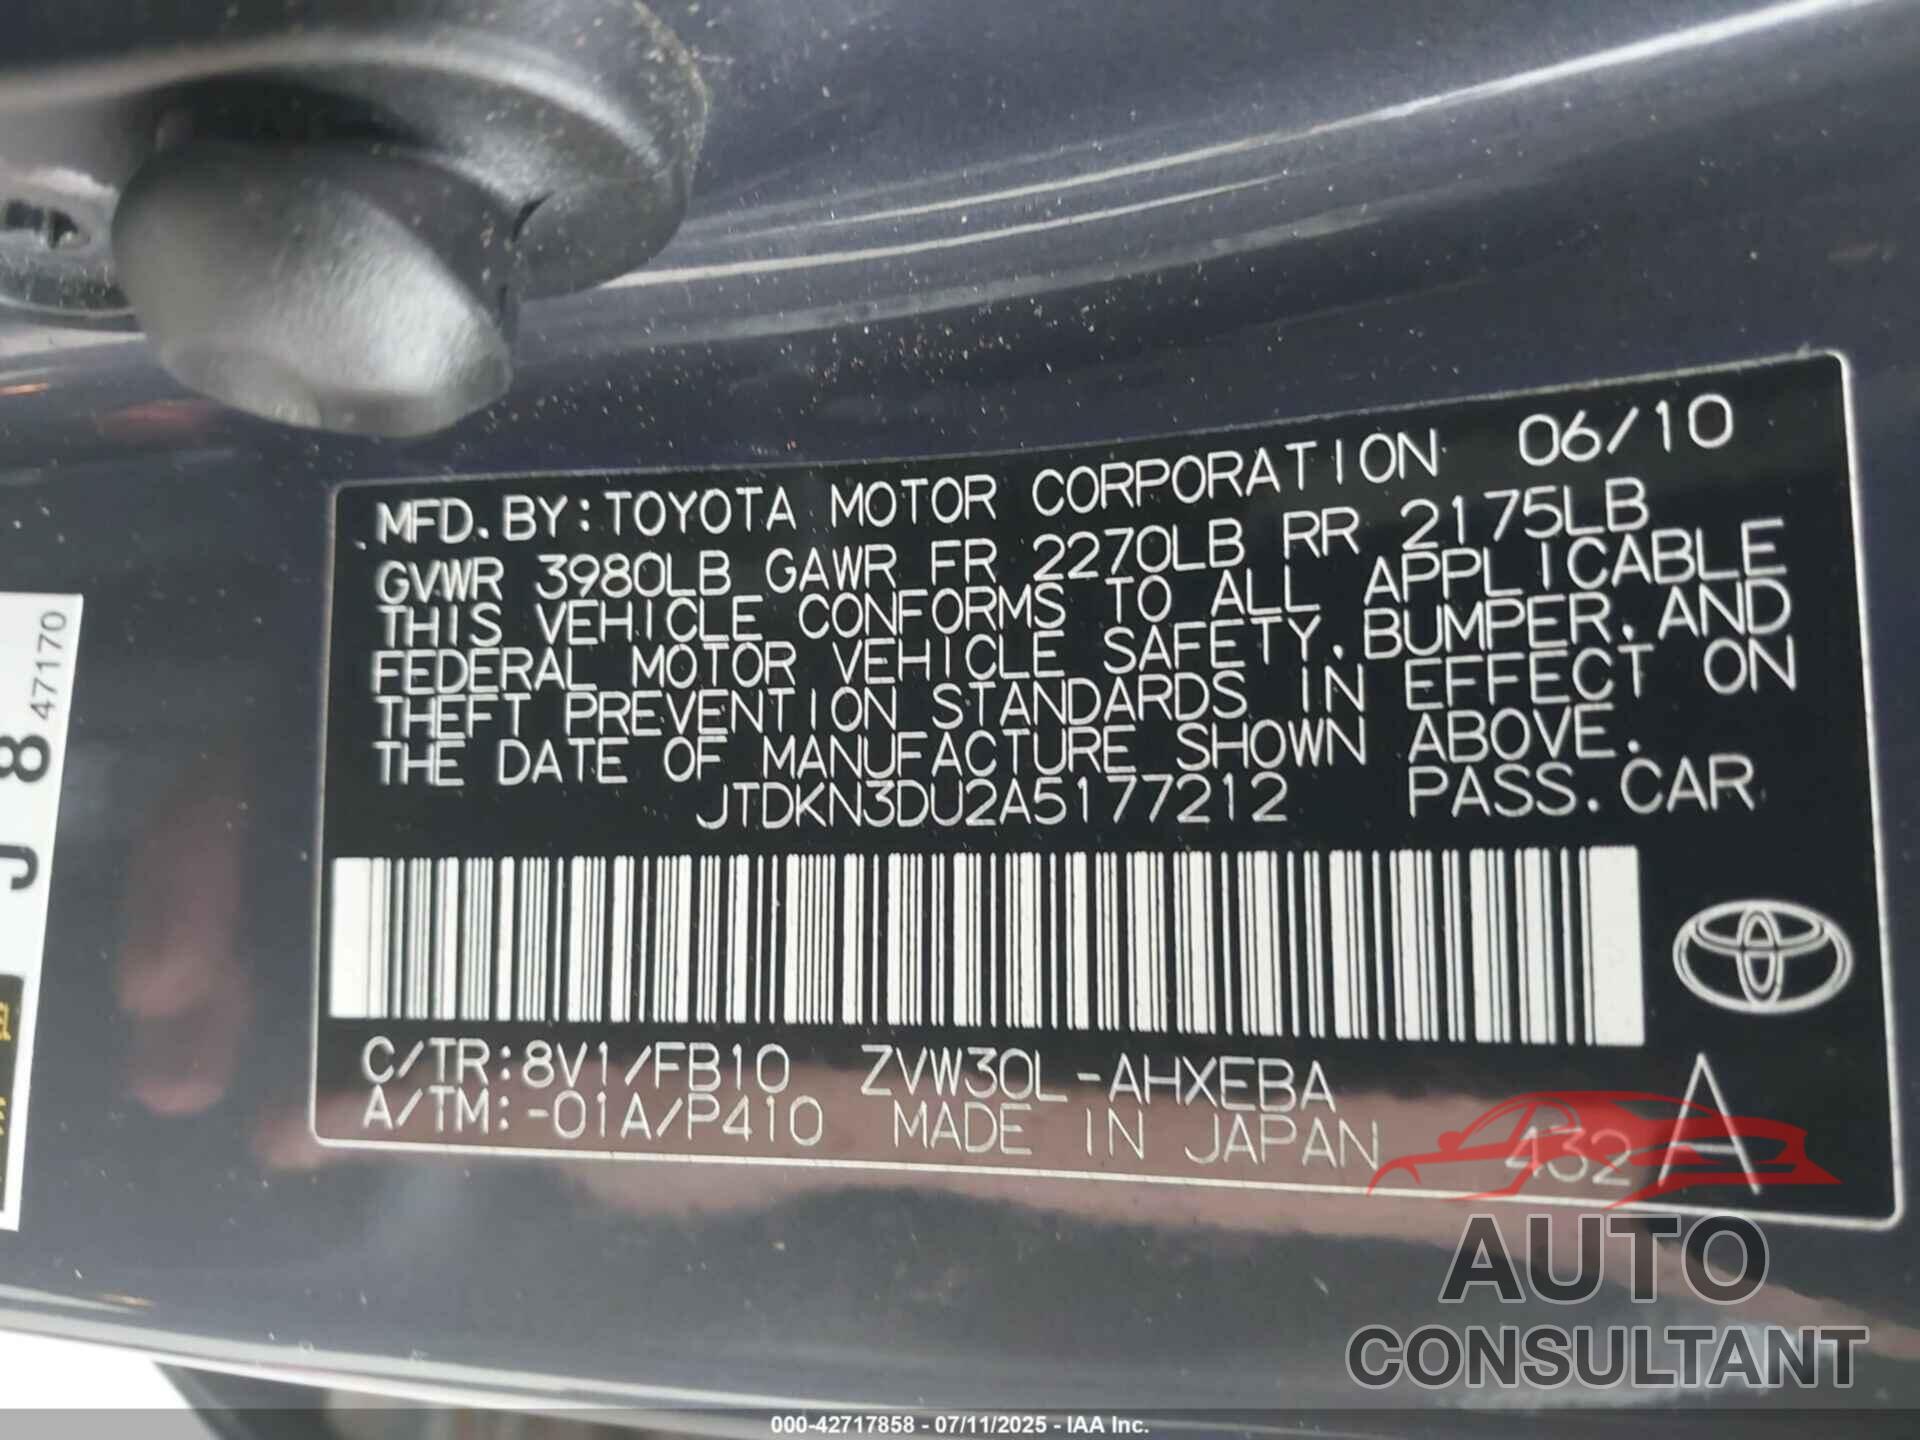 MFD. BY: TOYOTA MOTOR CORPORATION 06/10
GVWR 3980LB GAWR FR 2270LB RR 2175LB
THIS VEHICLE CONFORMS TO ALL APPLICABLE
FEDERAL MOTOR VEHICLE SAFETY, BUMPER, AND
THEFT PREVENTION STANDARDS IN EFFECT ON
THE DATE OF MANUFACTURE SHOWN ABOVE.
JTDKN3DU2A5177212 PASS. CAR
C/TR: 8V1/FB10 ZVW30L-AHXEBA
A/TM: -01A/P410 MADE IN JAPAN 432 A
J 8 47170
AUTO
CONSULTANT
000-42717858 - 07/11/2025 - IAA Inc.